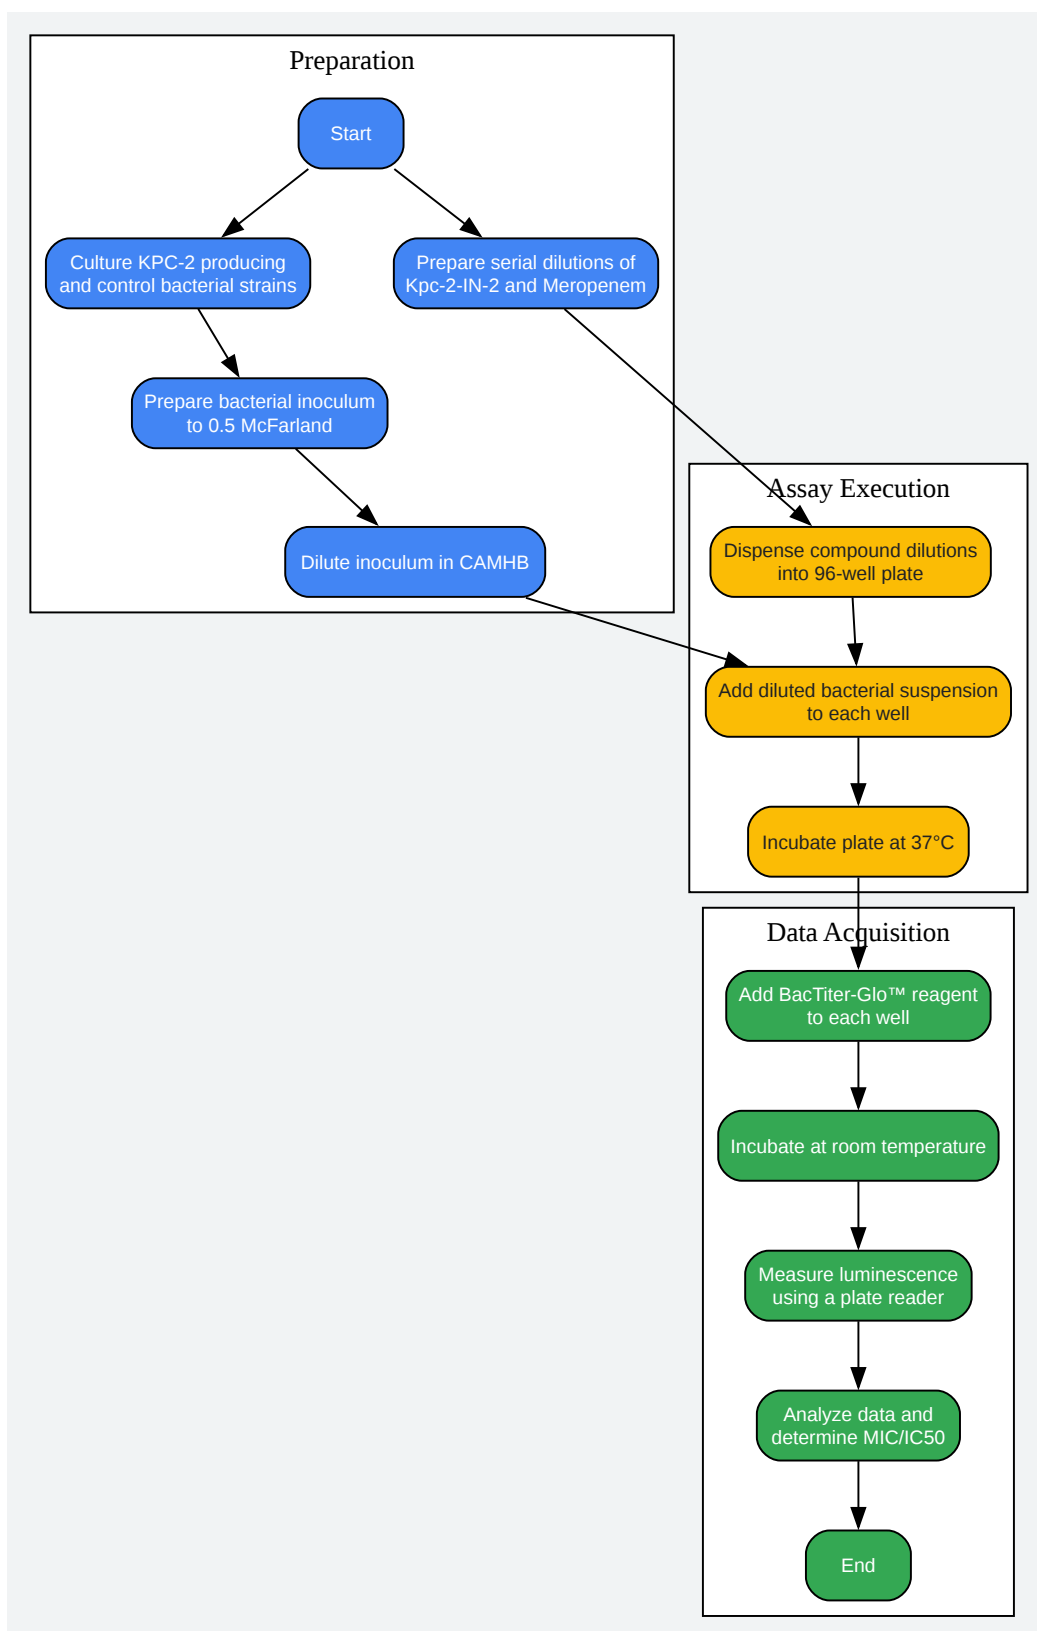 Preparation
Start
Culture KPC-2 producing
and control bacterial strains
Prepare serial dilutions of
Kpc-2-IN-2 and Meropenem
Prepare bacterial inoculum
to 0.5 McFarland
Dilute inoculum in CAMHB
Assay Execution
Dispense compound dilutions
into 96-well plate
Add diluted bacterial suspension
to each well
Incubate plate at 37°C
Data Acquisition
Add BacTiter-Glo™ reagent
to each well
Incubate at room temperature
Measure luminescence
using a plate reader
Analyze data and
determine MIC/IC50
End